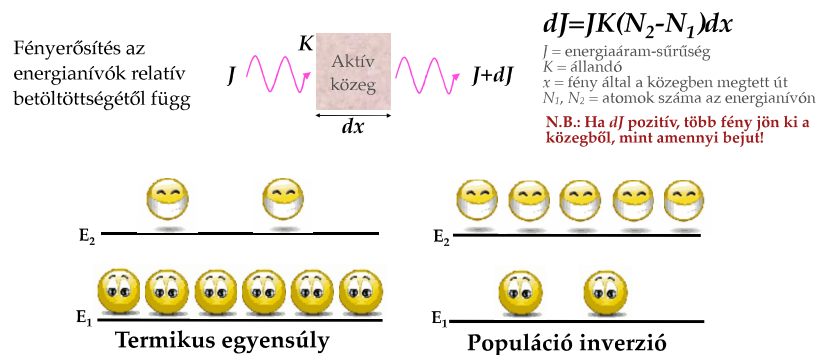 Fényerősítés az
energianívók relatív
betöltöttségétől függ
K
J
Aktív
közeg
J+dJ
dx
dJ=JK(N₂-N₁)dx
J = energiaáram-sűrűség
K = állandó
x = fény által a közegben megtett út
N₁, N₂ = atomok száma az energianívón
N.B.: Ha dJ pozitív, több fény jön ki a
közegből, mint amennyi bejut!
E₂
E₁
Termikus egyensúly
E₂
E₁
Populáció inverzió